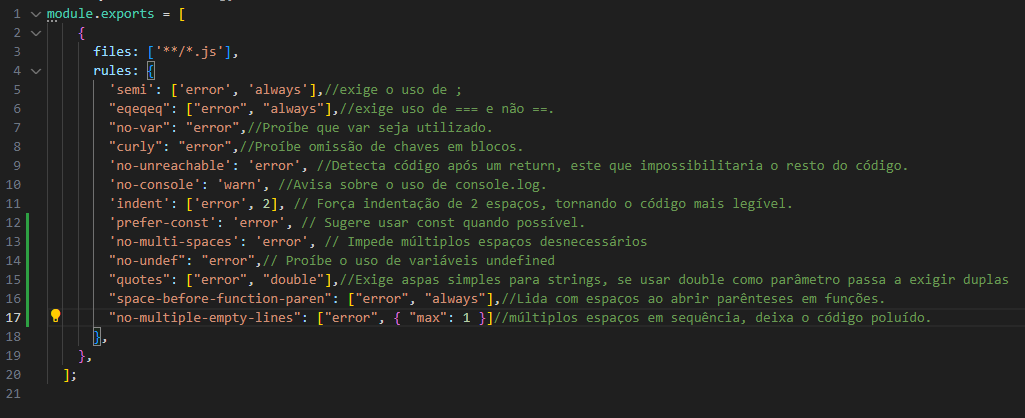 1 module.exports = [
2 {
3 files: ['**/*.js'],
4 rules: {
5 'semi': ['error', 'always'],//exige o uso de ;
6 "eqeqeq": ["error", "always"],//exige uso de === e não ==.
7 "no-var": "error",//Proíbe que var seja utilizado.
8 "curly": "error",//Proíbe omissão de chaves em blocos.
9 'no-unreachable': 'error', //Detecta código após um return, este que impossibilitaria o resto do código.
10 'no-console': 'warn', //Avisa sobre o uso de console.log.
11 'indent': ['error', 2], // Força indentação de 2 espaços, tornando o código mais legível.
12 'prefer-const': 'error', // Sugere usar const quando possível.
13 'no-multi-spaces': 'error', // Impede múltiplos espaços desnecessários
14 "no-undef": "error",// Proíbe o uso de variáveis undefined
15 "quotes": ["error", "double"],//Exige aspas simples para strings, se usar double como parâmetro passa a exigir duplas
16 "space-before-function-paren": ["error", "always"],//Lida com espaços ao abrir parênteses em funções.
17 "no-multiple-empty-lines": ["error", { "max": 1 }]//múltiplos espaços em sequência, deixa o código poluído.
18 },
19 },
20 ];
21